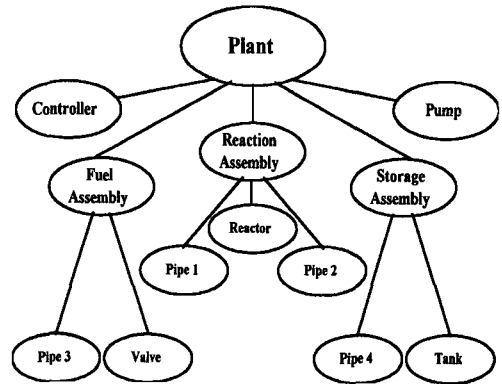 Plant
Controller
Pump
Reaction
Assembly
Fuel
Assembly
Storage
Assembly
Reactor
Pipe 1
Pipe 2
Pipe 3
Valve
Pipe 4
Tank